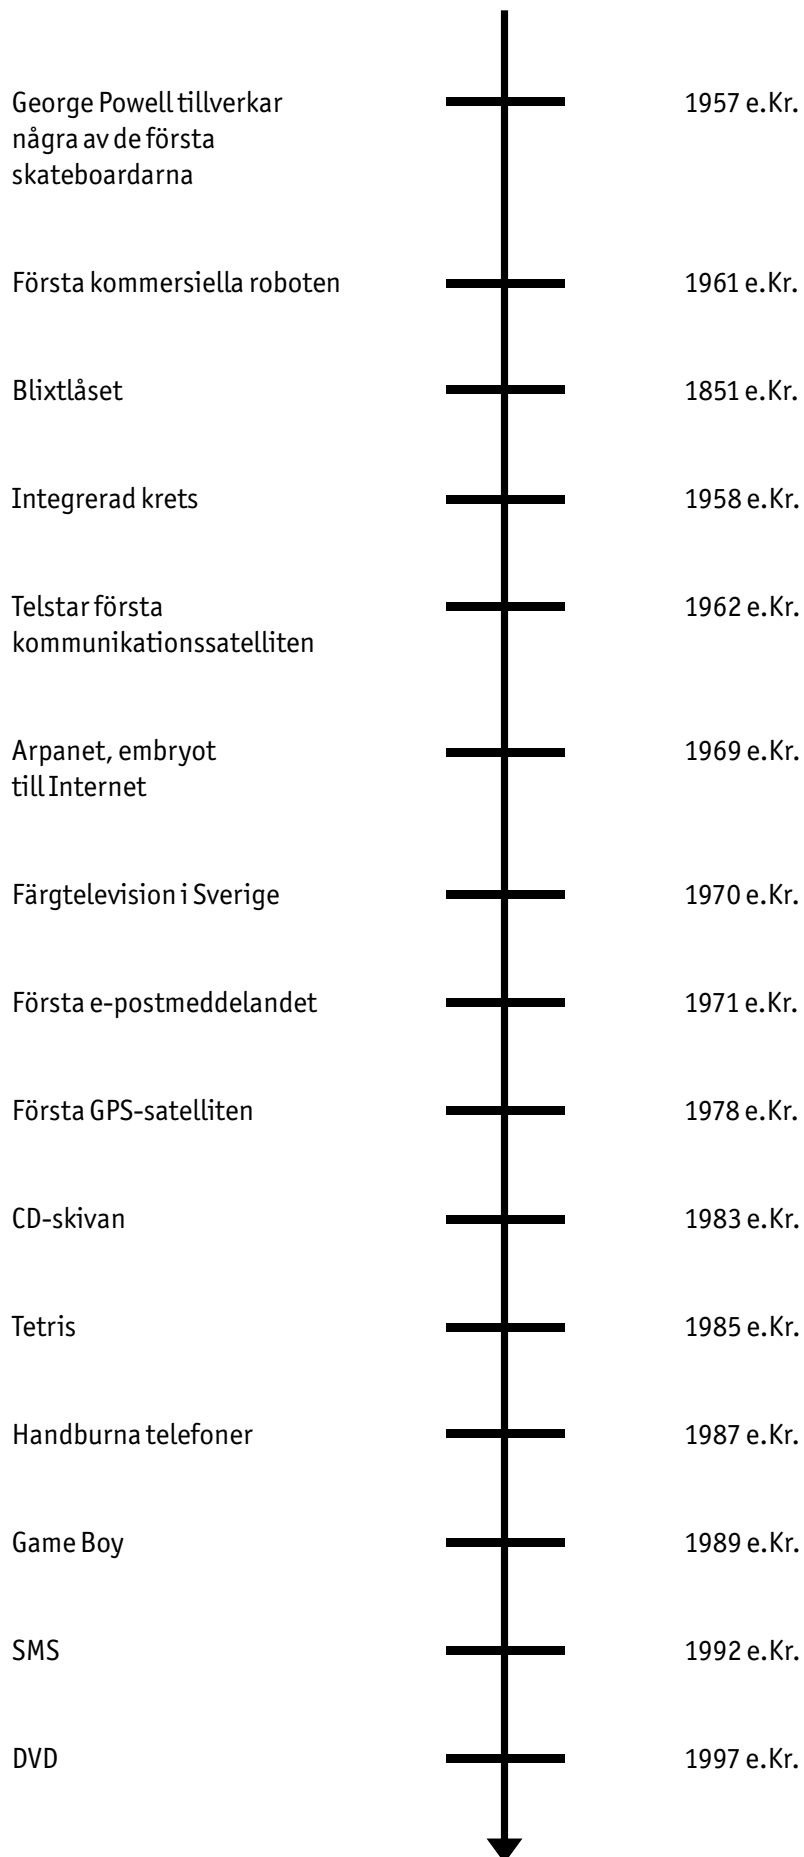 George Powell tillverkar 1957 e.Kr.
några av de första
skateboardarna
Första kommersiella roboten 1961 e.Kr.
Blixtlåset 1851 e.Kr.
Integrerad krets 1958 e.Kr.
Telstar första 1962 e.Kr.
kommunikationssatelliten
Arpanet, embryot 1969 e.Kr.
till Internet
Färgtelevision i Sverige 1970 e.Kr.
Första e-postmeddelandet 1971 e.Kr.
Första GPS-satelliten 1978 e.Kr.
CD-skivan 1983 e.Kr.
Tetris 1985 e.Kr.
Handburna telefoner 1987 e.Kr.
Game Boy 1989 e.Kr.
SMS 1992 e.Kr.
DVD 1997 e.Kr.